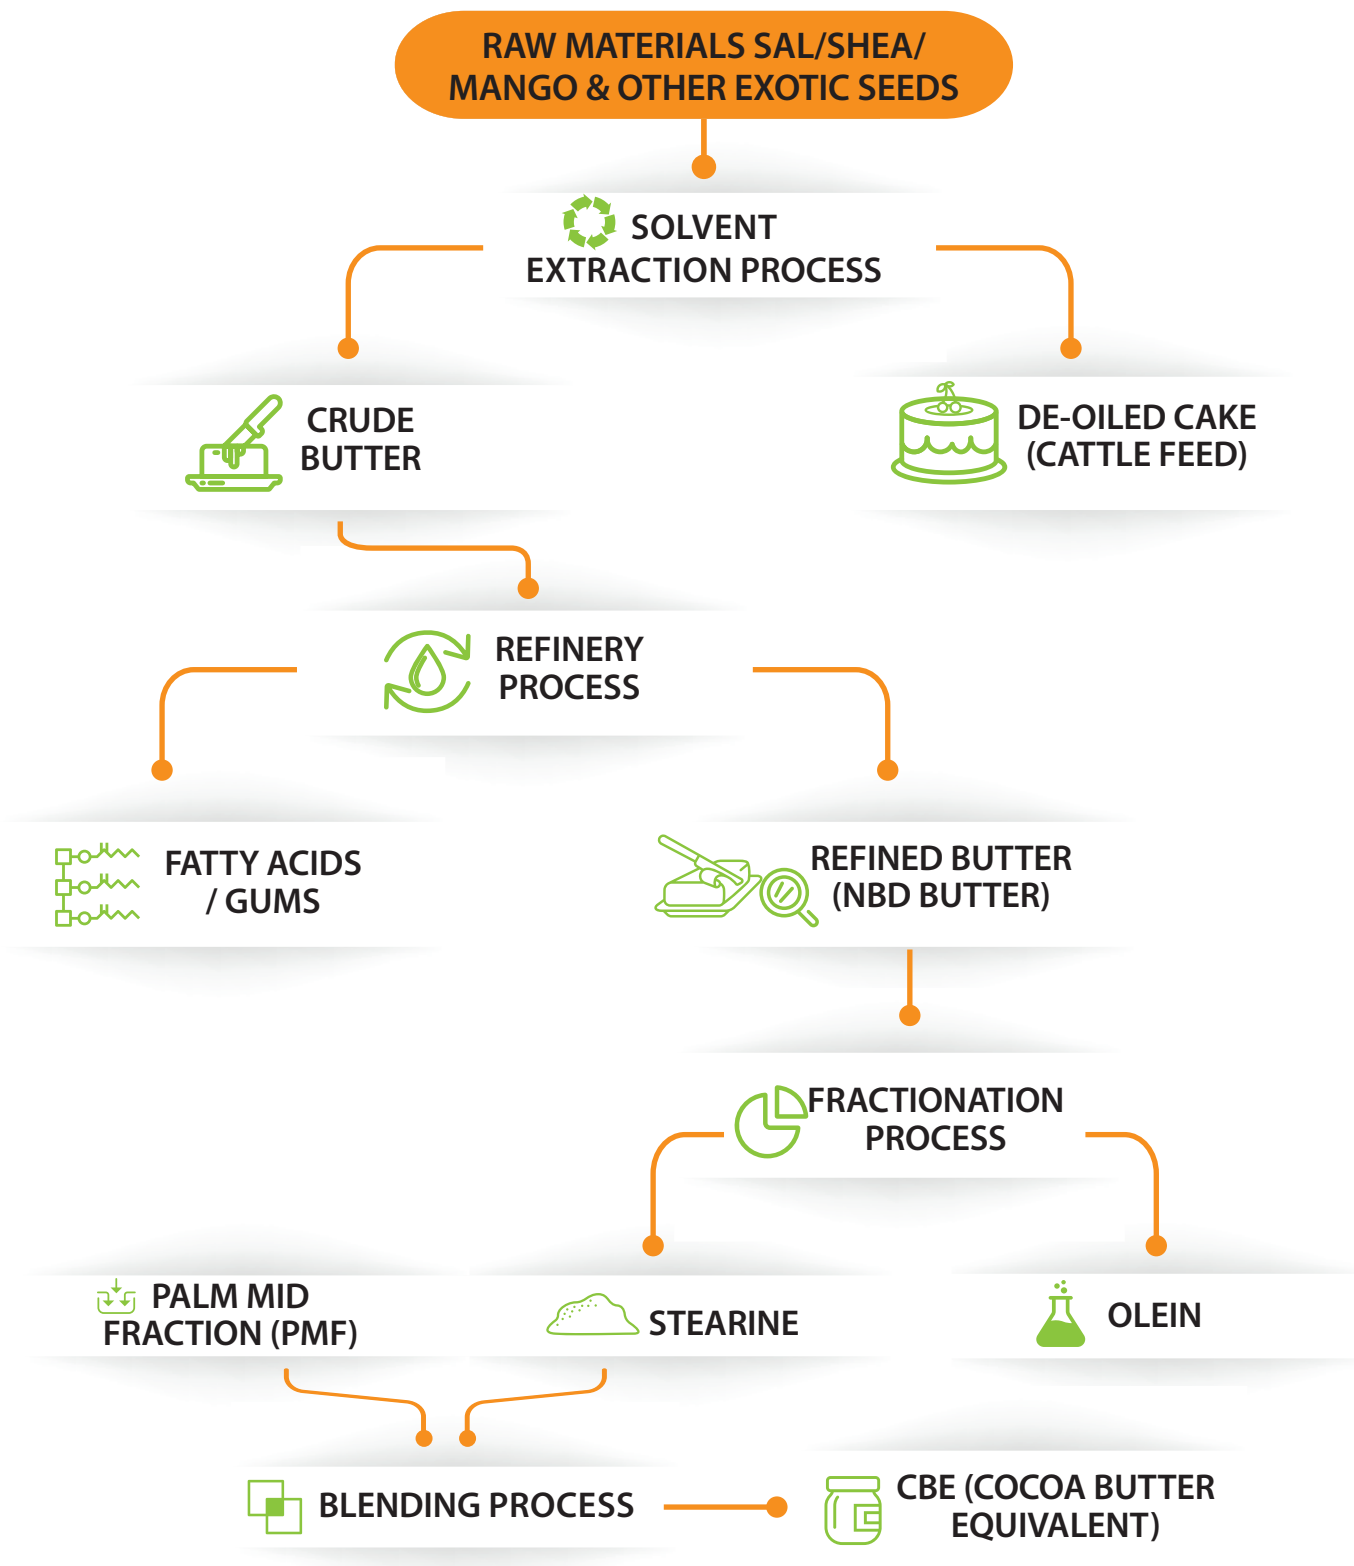 RAW MATERIALS SAL/SHEA/
MANGO & OTHER EXOTIC SEEDS
SOLVENT
EXTRACTION PROCESS
CRUDE
BUTTER
DE-OILED CAKE
(CATTLE FEED)
REFINERY
PROCESS
FATTY ACIDS
/ GUMS
REFINED BUTTER
(NBD BUTTER)
FRACTIONATION
PROCESS
PALM MID
FRACTION (PMF)
STEARINE
OLEIN
BLENDING PROCESS
CBE (COCOA BUTTER
EQUIVALENT)